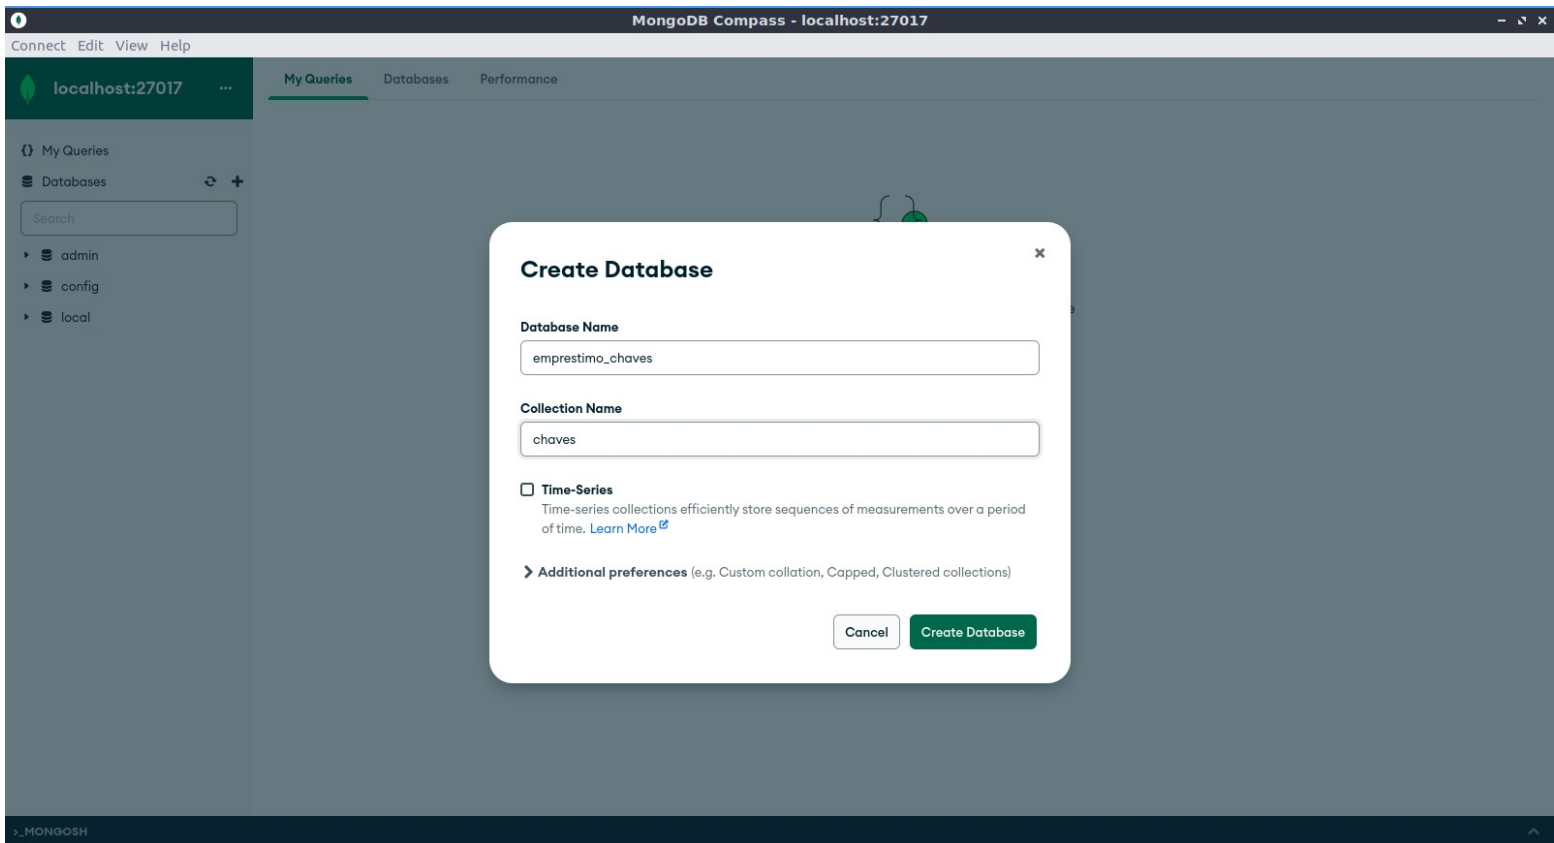 MongoDB Compass - localhost:27017
Connect Edit View Help
localhost:27017 ...
My Queries Databases Performance
{} My Queries
Databases
Search
admin
config
local
Create Database
Database Name
emprestimo_chaves
Collection Name
chaves
Time-Series
Time-series collections efficiently store sequences of measurements over a period
of time. Learn More
Additional preferences (e.g. Custom collation, Capped, Clustered collections)
Cancel Create Database
>_MONGOSH